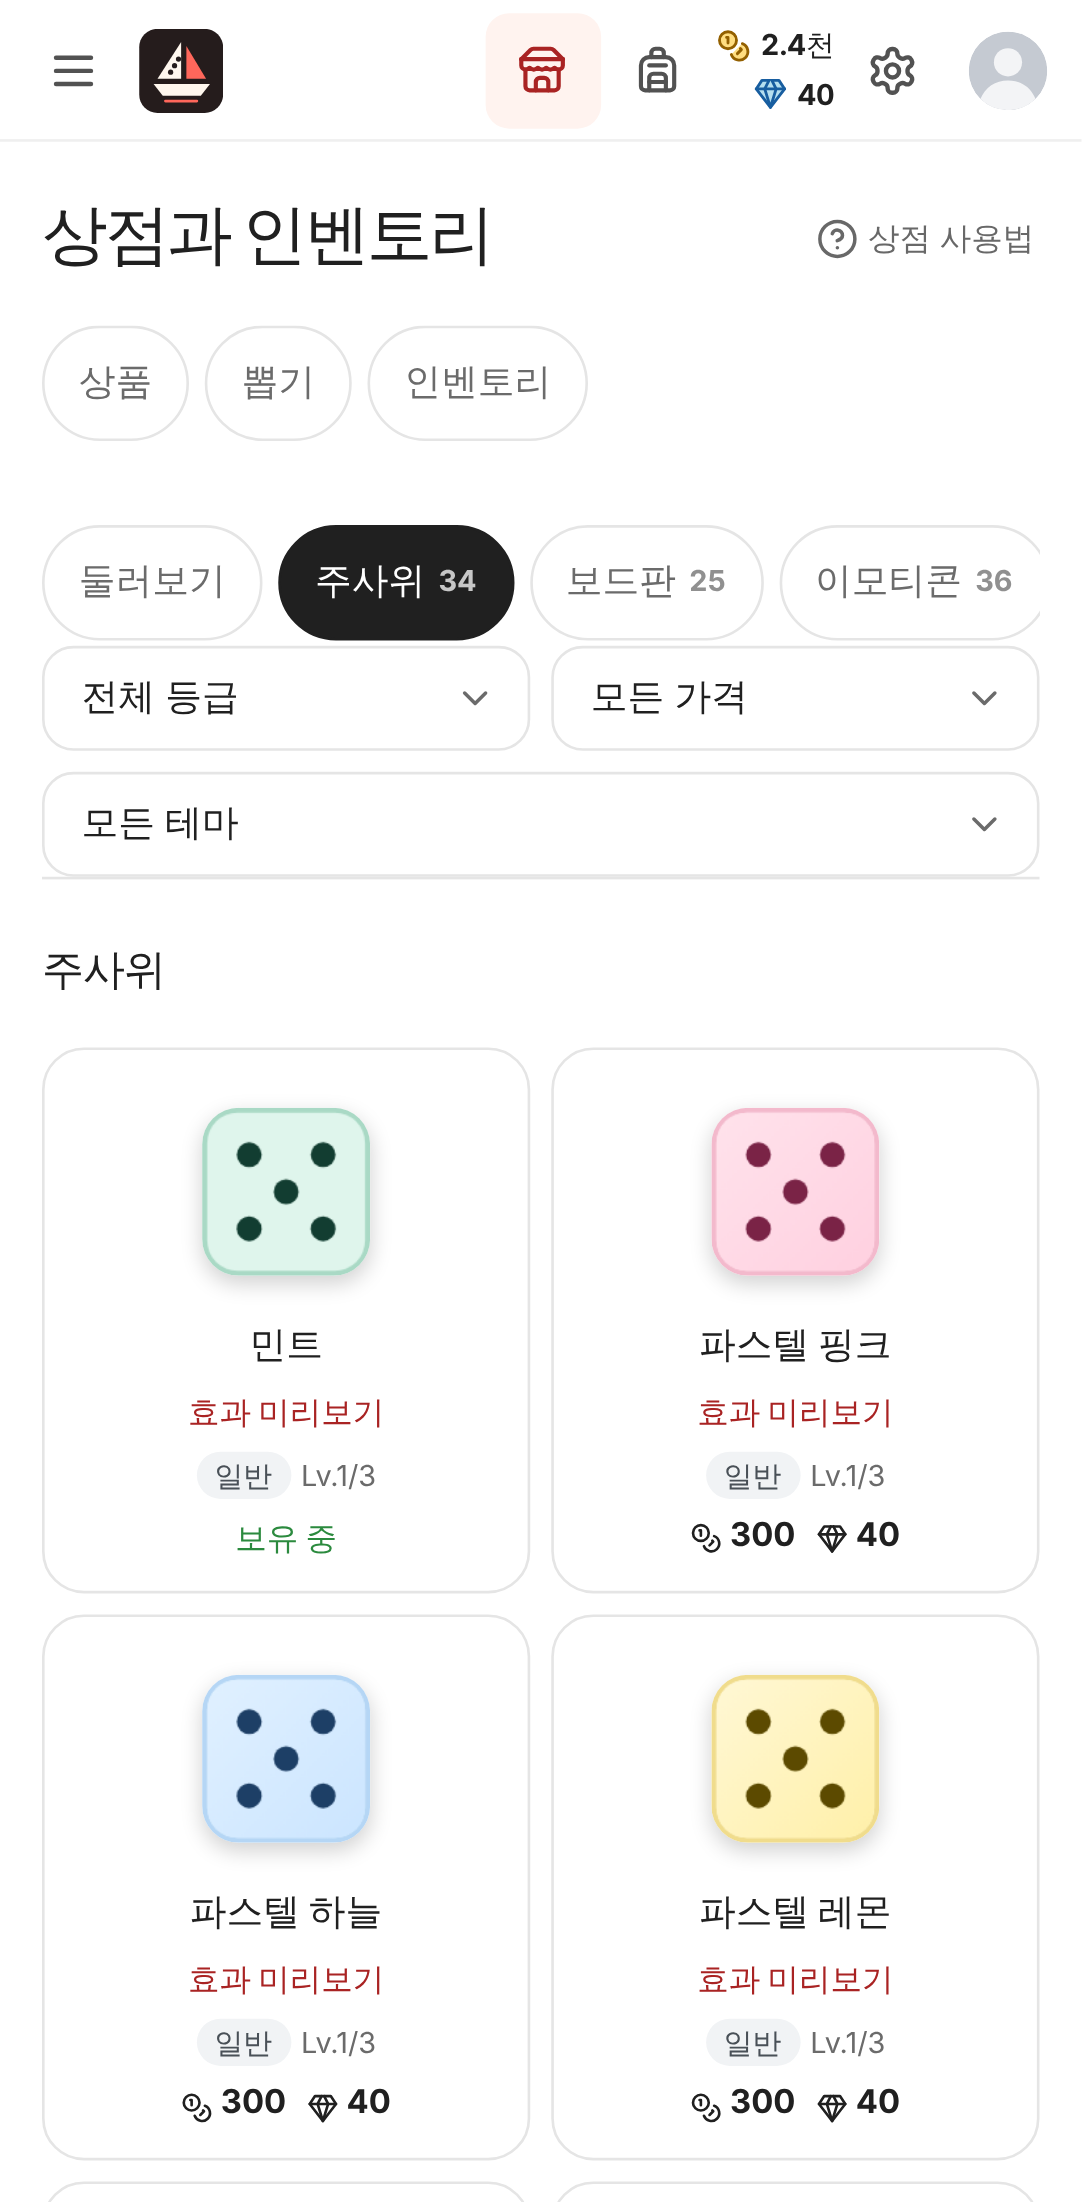 2.4천
40
상점과 인벤토리
상점 사용법
상품 뽑기 인벤토리
둘러보기 주사위 34 보드판 25 이모티콘 36
전체 등급 모든 가격
모든 테마
주사위
민트 파스텔 핑크
효과 미리보기 효과 미리보기
일반 Lv.1/3 일반 Lv.1/3
보유 중 300 40
파스텔 하늘 파스텔 레몬
효과 미리보기 효과 미리보기
일반 Lv.1/3 일반 Lv.1/3
300 40 300 40